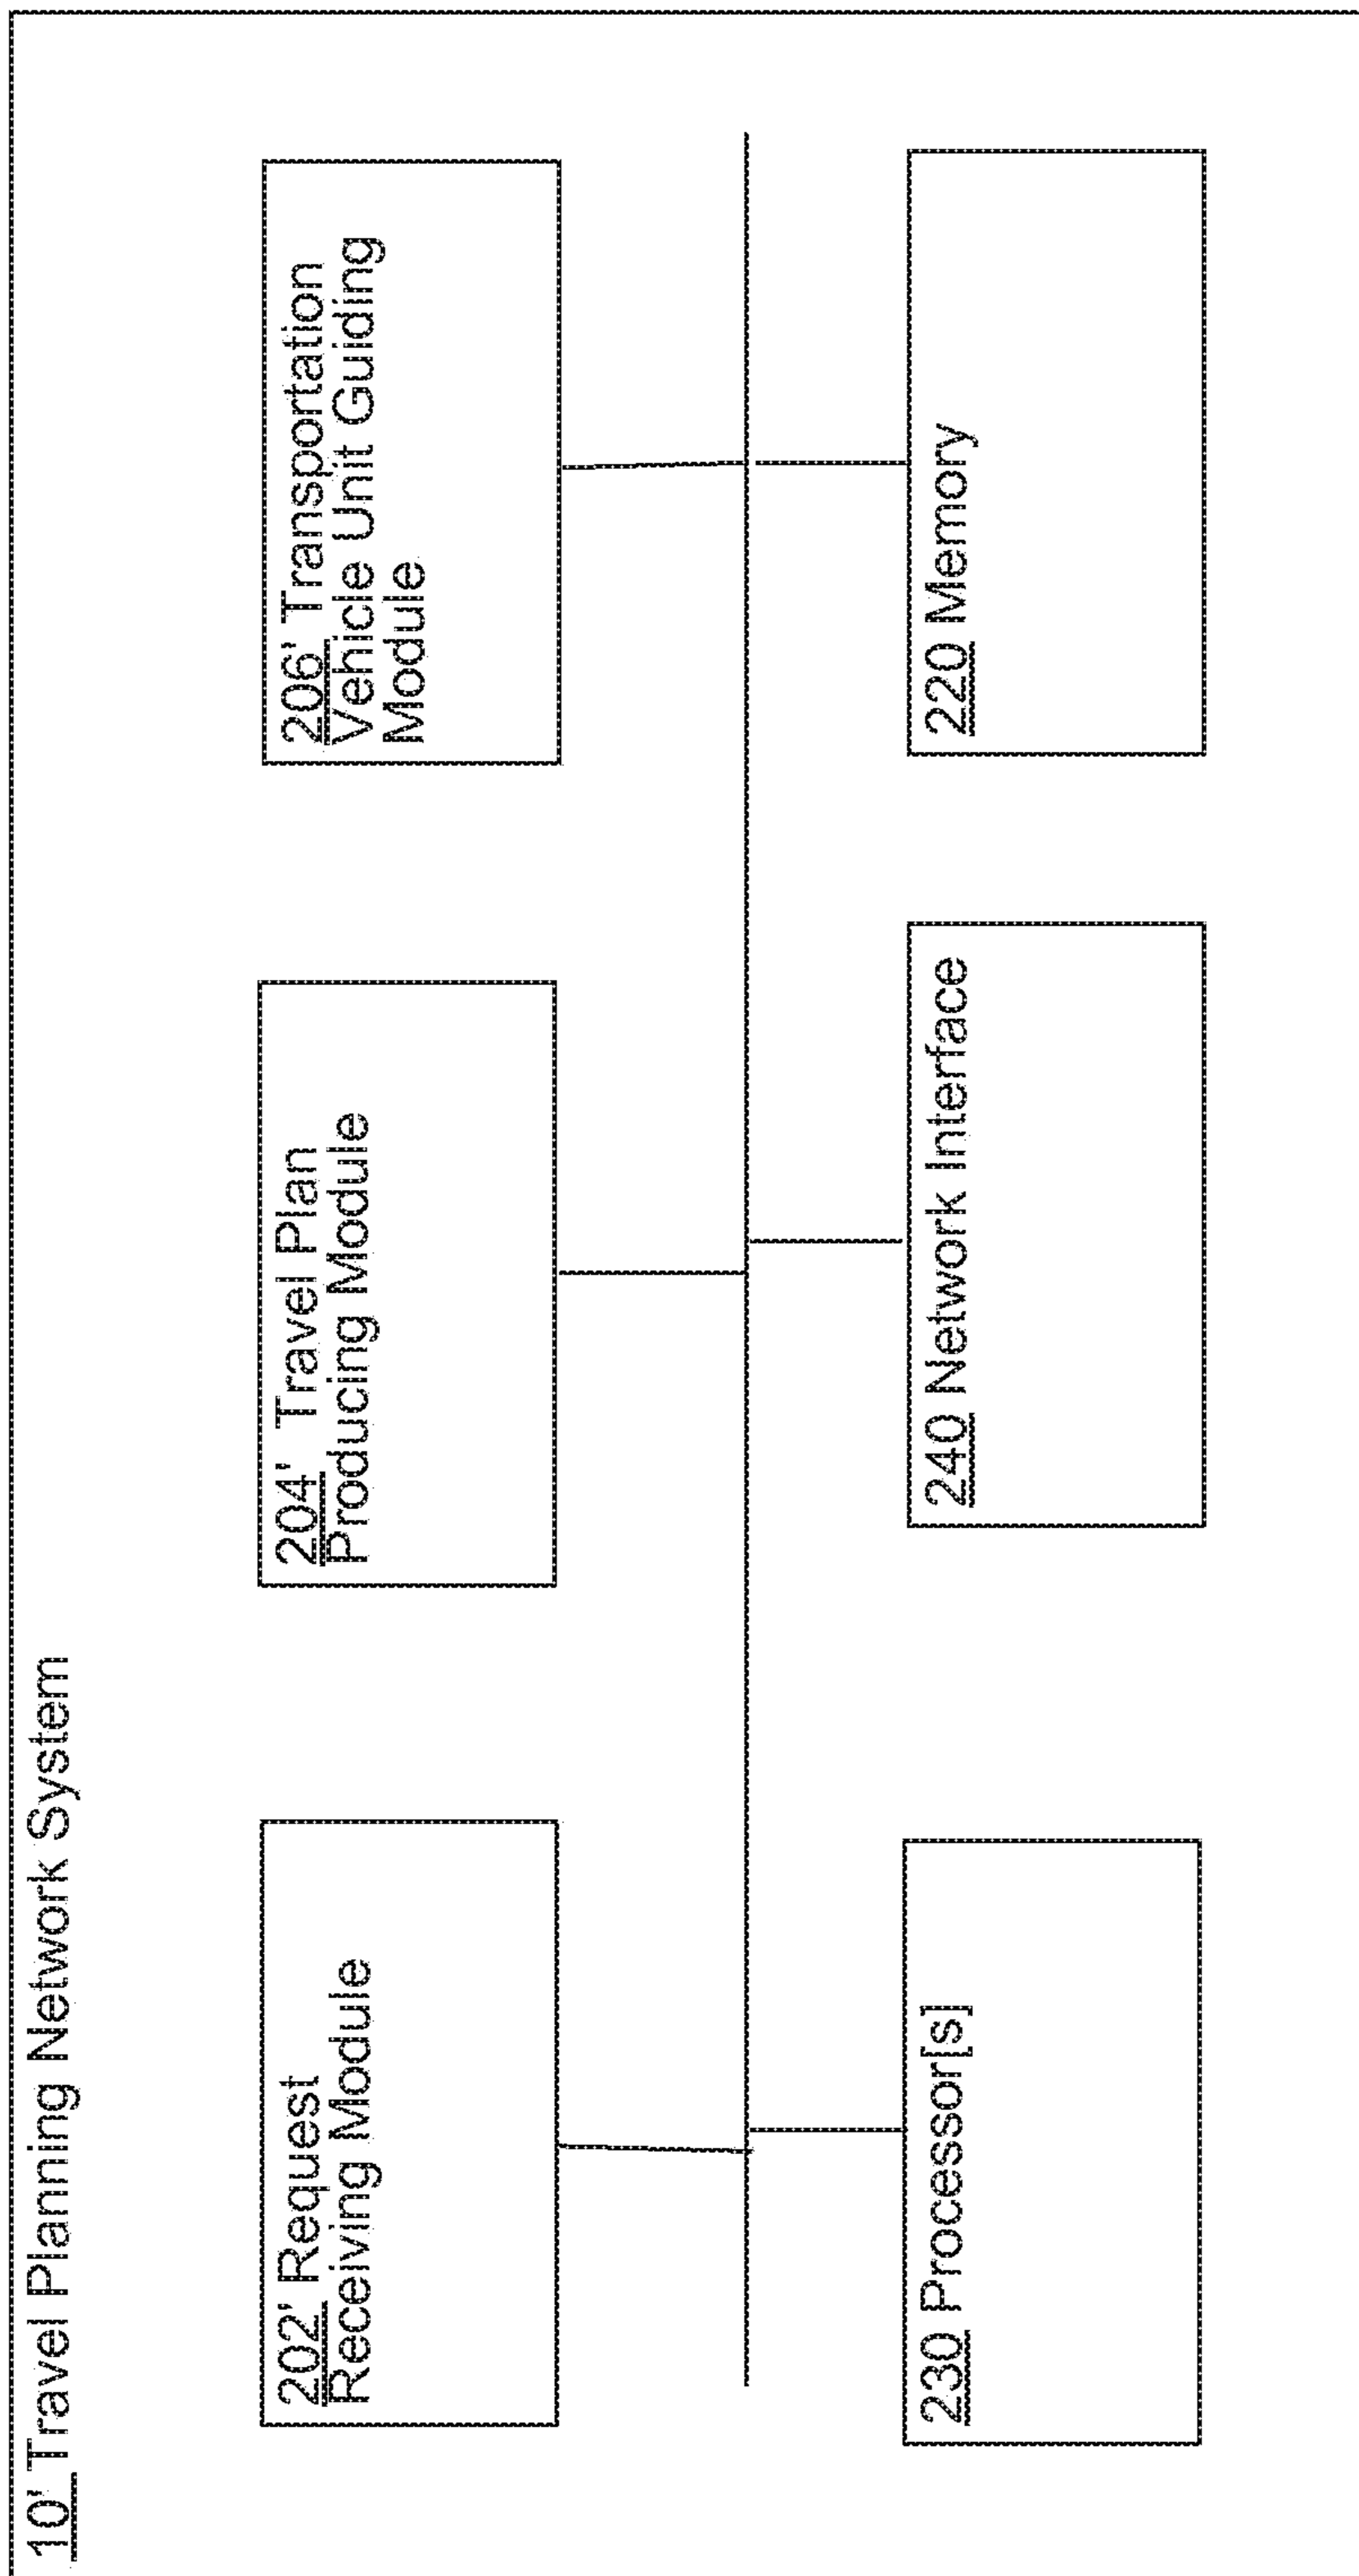 10' Travel Planning Network System
202' Request
Receiving Module
204' Travel Plan
Producing Module
206' Transportation
Vehicle Unit Guiding
Module
230 Processor[s]
240 Network Interface
220 Memory